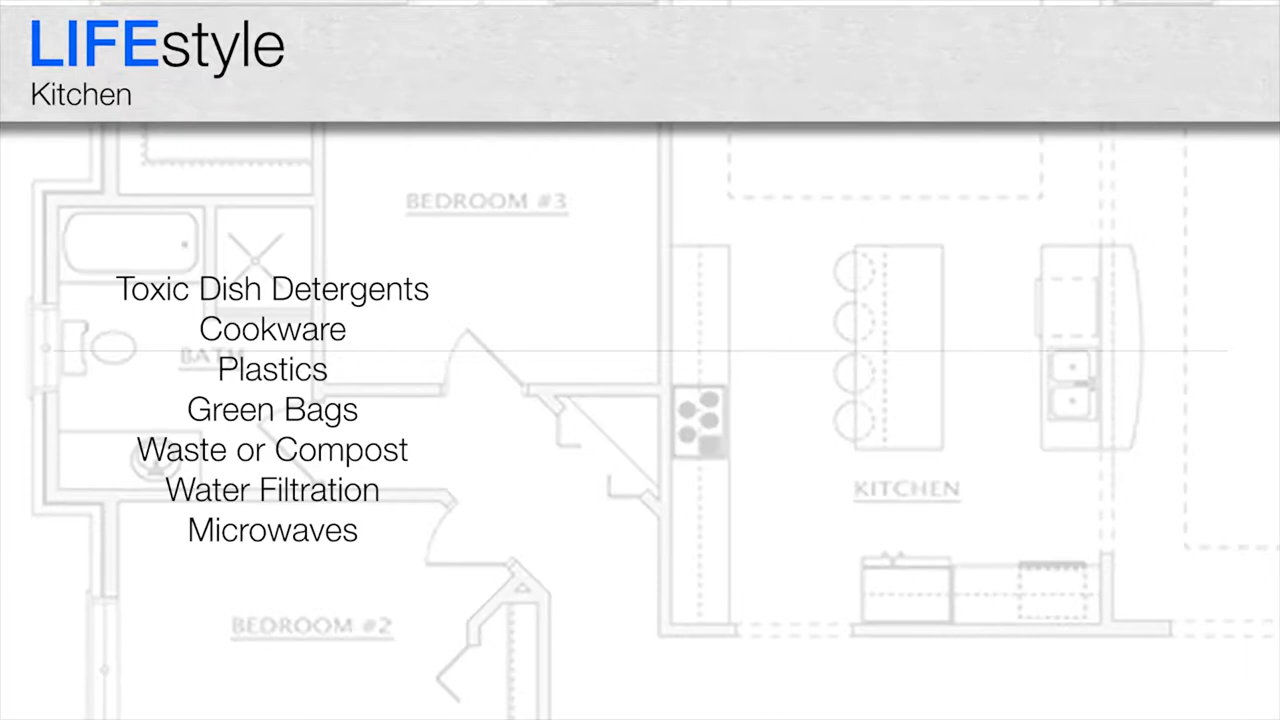 LIFEstyle
Kitchen
BEDROOM #3
Toxic Dish Detergents
Cookware
BATH
Plastics
Green Bags
Waste or Compost
Water Filtration
Microwaves
KITCHEN
BEDROOM #2